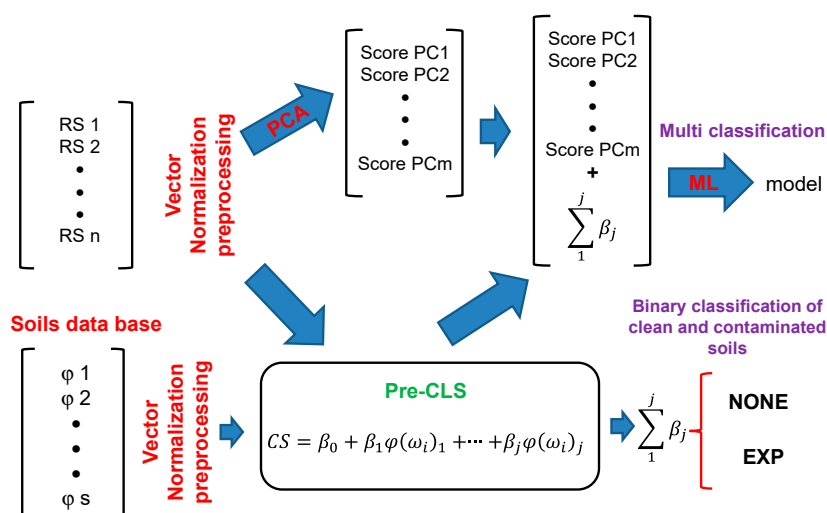 RS 1
RS 2
•
•
•
RS n
Vector
Normalization
preprocessing
PCA
Score PC1
Score PC2
•
•
•
Score PCm
Score PC1
Score PC2
•
•
•
Score PCm
+
∑_1^j β_j
Multi classification
ML
model
Soils data base
φ 1
φ 2
•
•
•
φ s
Vector
Normalization
preprocessing
Pre-CLS
CS = β_0 + β_1φ(ω_i)_1 + ⋯ + β_jφ(ω_i)_j
∑_1^j β_j
Binary classification of
clean and contaminated
soils
NONE
EXP